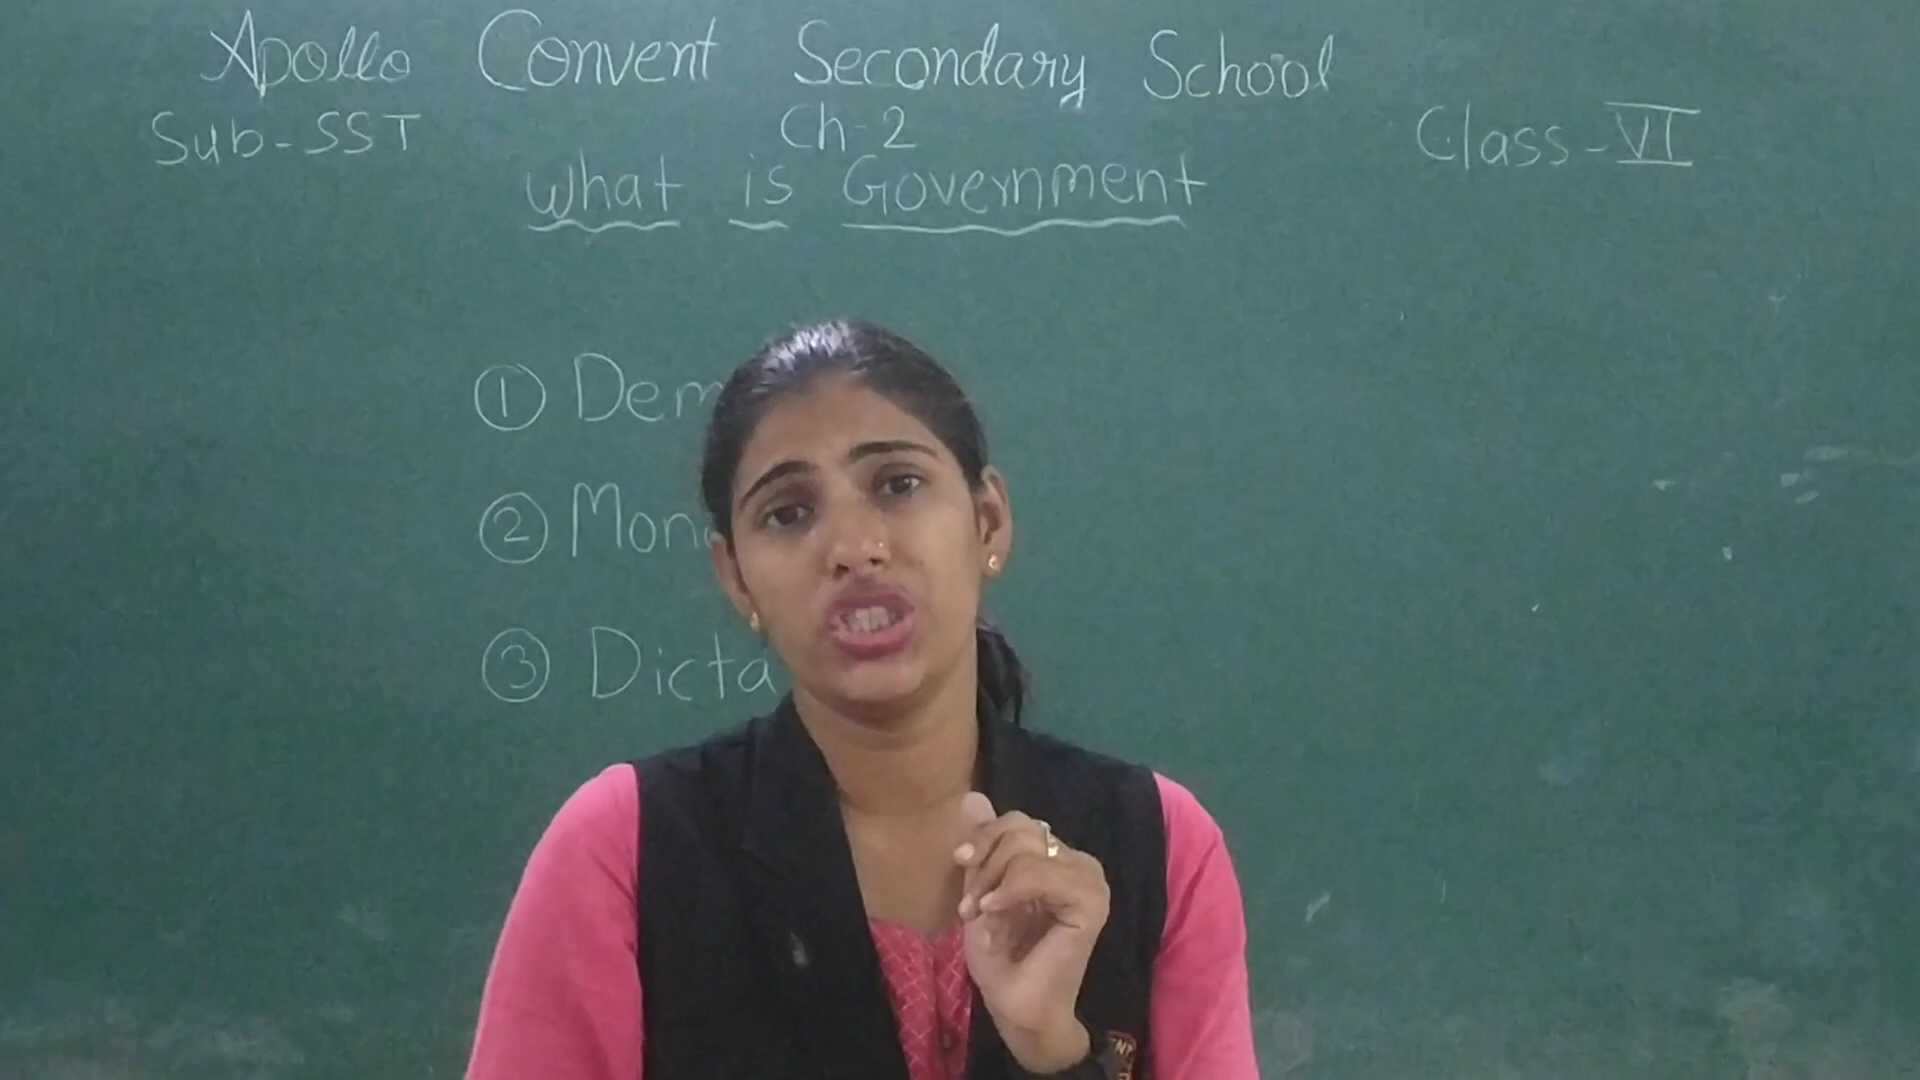 Apollo Convent Secondary School
Sub-SST Ch-2 Class-VI
What is Government
① Dem
② Mon
③ Dicta